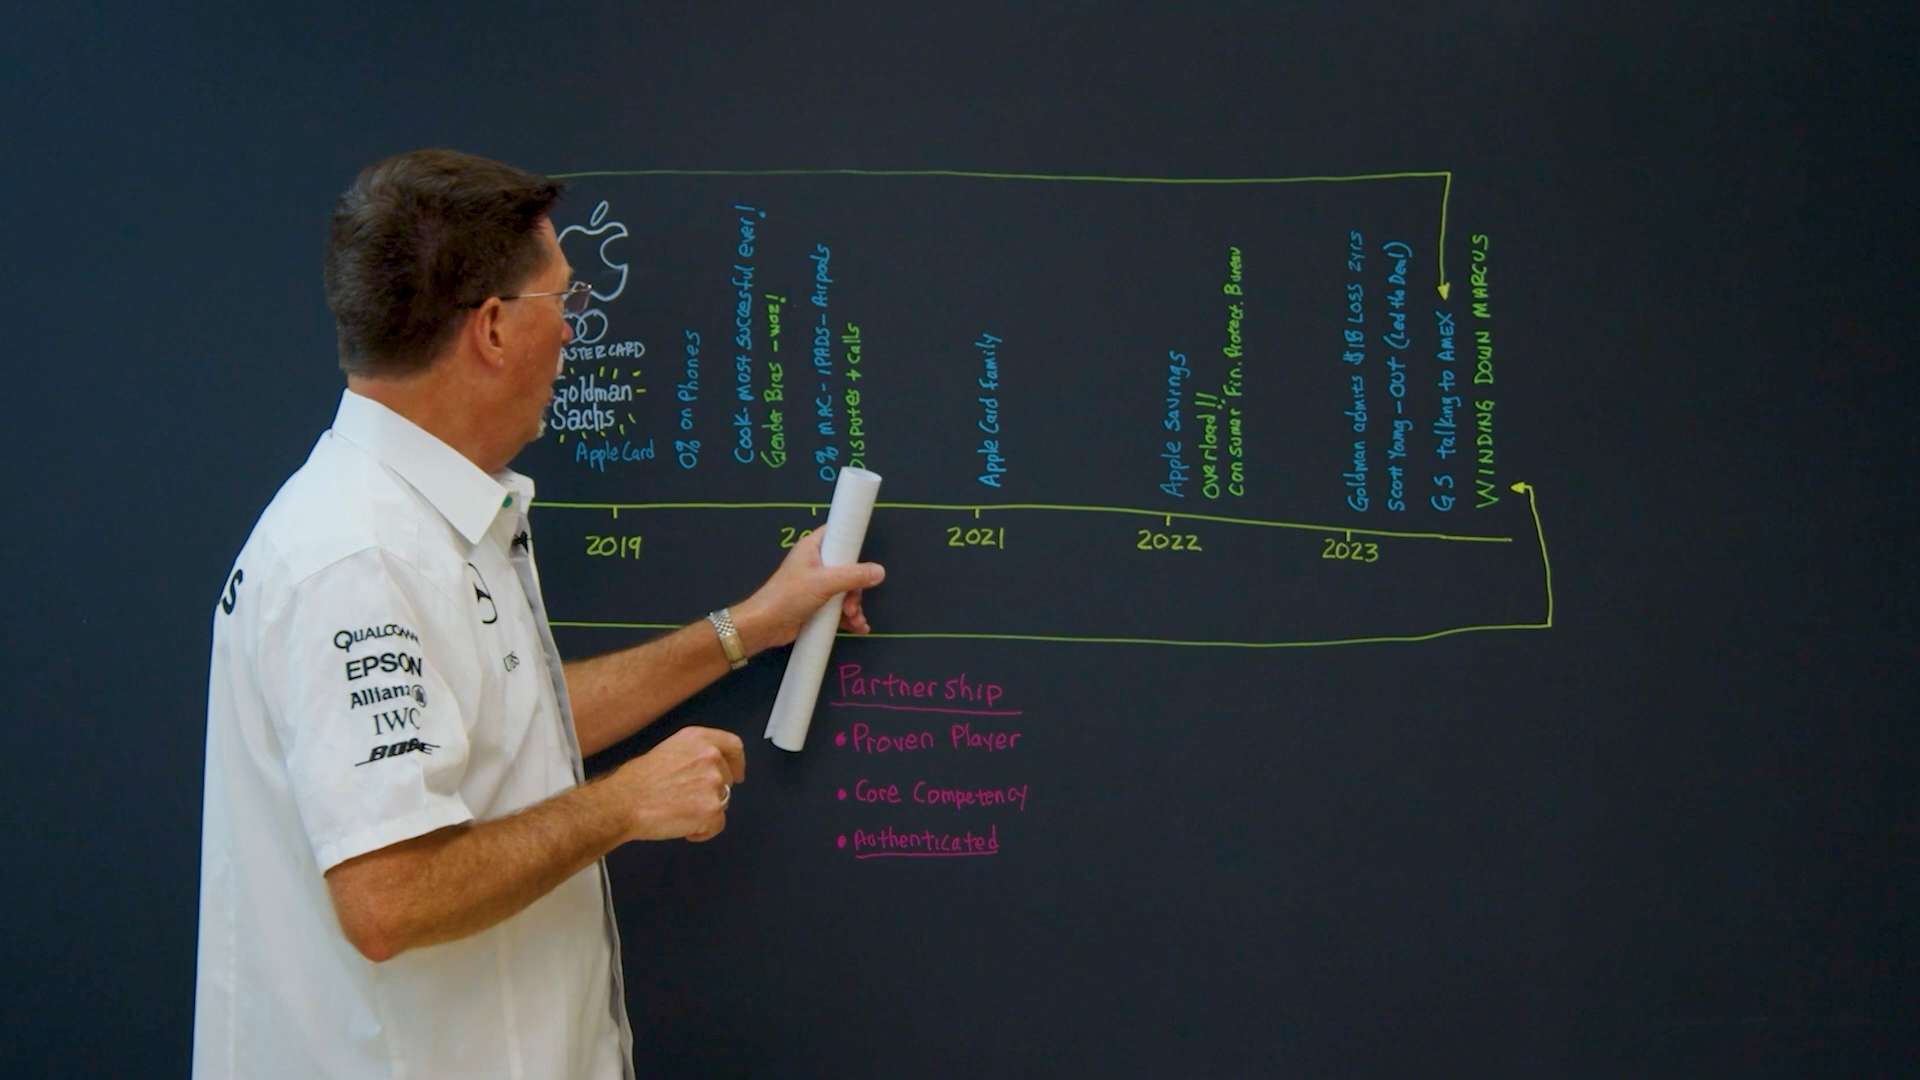 ASTERCARD
Goldman
Sachs
Apple Card
0% on Phones
Cook- most successful ever!
Gender Bias - woz!
0% MAC - IPADS - Airpods
Disputes + Calls
Apple Card Family
Apple Savings
Overload!!
Consumer Fin. Protect. Bureau
Goldman admits $1B Loss 2yrs
Scott Young - OUT (Led the Deal)
GS talking to AMEX
WINDING DOWN MARCUS
2019
20
2021
2022
2023
Partnership
• Proven Player
• Core Competency
• Authenticated
S
QUALCOMM
EPSON
Allianz
IWC
BOSE
UBS